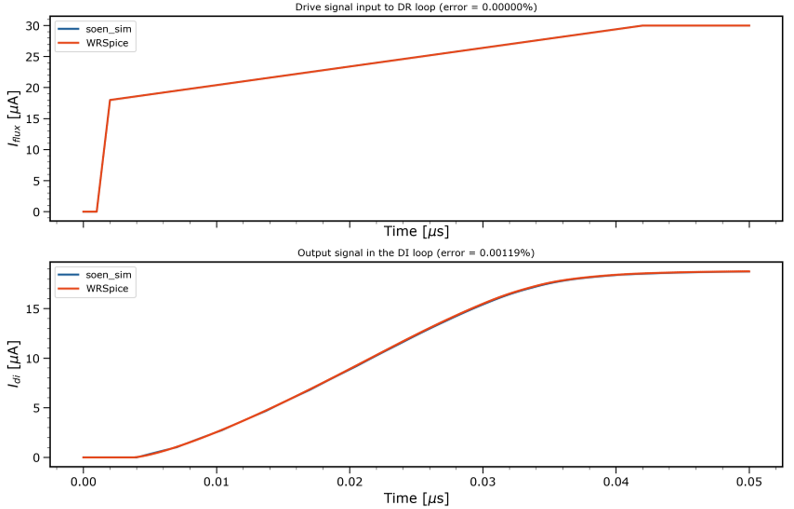 Drive signal input to DR loop (error = 0.00000%)
soen_sim
WRSpice
I_flux [μA]
30
25
20
15
10
5
0
Time [μs]
Output signal in the DI loop (error = 0.00119%)
soen_sim
WRSpice
I_di [μA]
15
10
5
0
0.00 0.01 0.02 0.03 0.04 0.05
Time [μs]